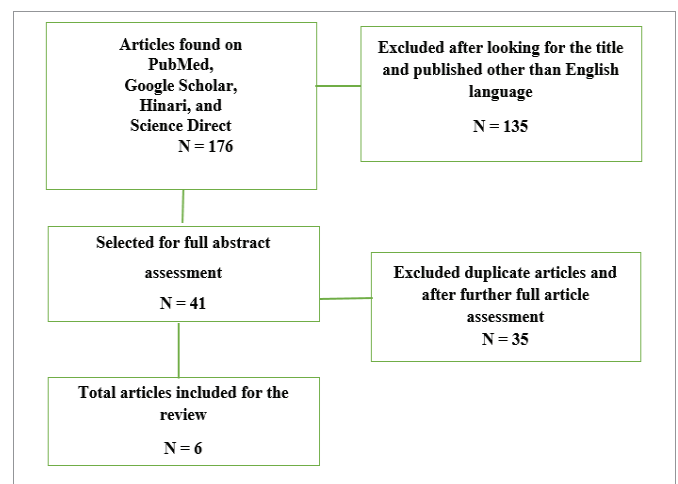 Articles found on
PubMed,
Google Scholar,
Hinari, and
Science Direct
N = 176
Excluded after looking for the title
and published other than English
language
N = 135
Selected for full abstract
assessment
N = 41
Excluded duplicate articles and
after further full article
assessment
N = 35
Total articles included for the
review
N = 6